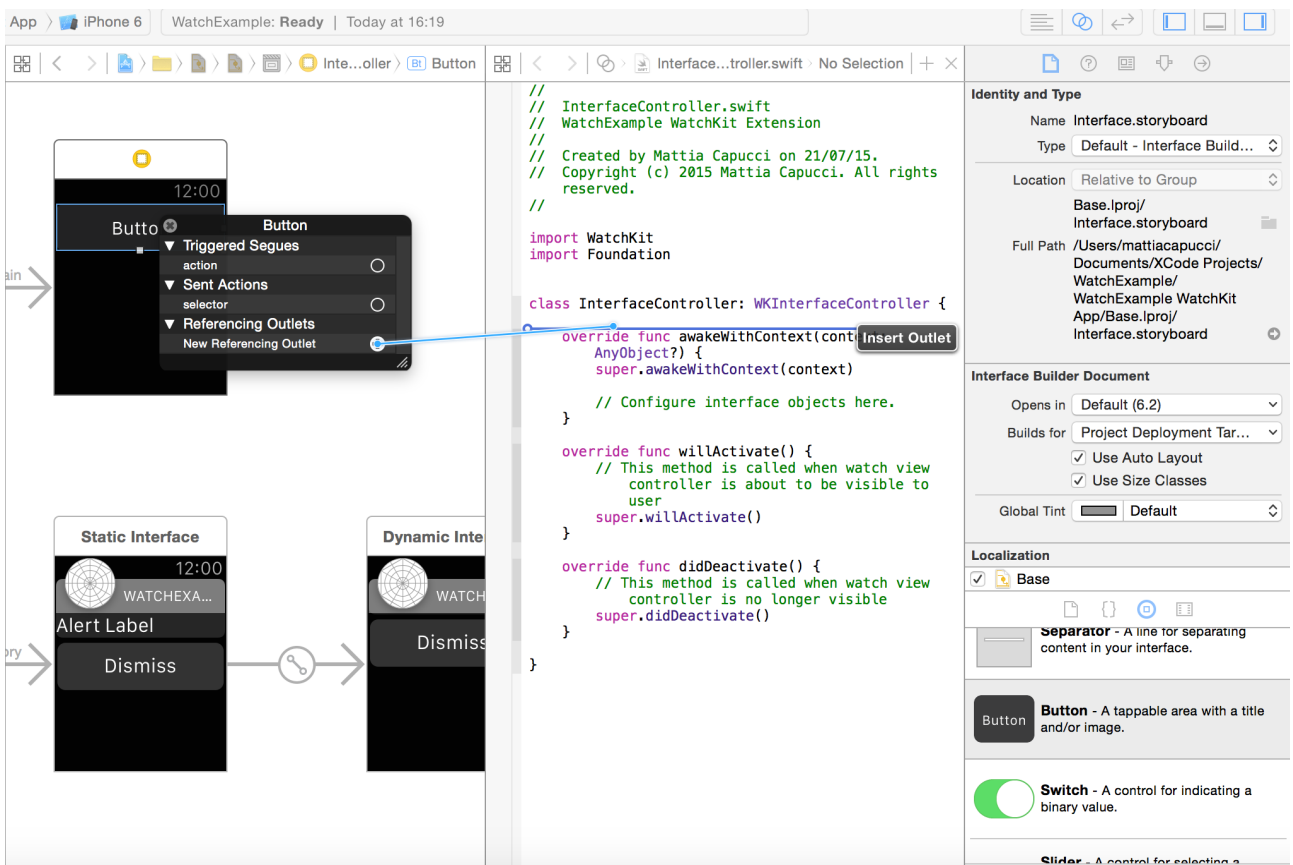 App
iPhone 6
WatchExample: Ready | Today at 16:19
Inte...oller
Bt Button
Interface...troller.swift
No Selection
12:00
Butto
Button
Triggered Segues
action
Sent Actions
selector
Referencing Outlets
New Referencing Outlet
ain
Static Interface
12:00
WATCHEXA...
Alert Label
Dismiss
ory
Dynamic Inte
WATCH
Dismiss
//
// InterfaceController.swift
// WatchExample WatchKit Extension
//
// Created by Mattia Capucci on 21/07/15.
// Copyright (c) 2015 Mattia Capucci. All rights
reserved.
//
import WatchKit
import Foundation
class InterfaceController: WKInterfaceController {
override func awakeWithContext(cont
Insert Outlet
AnyObject?) {
super.awakeWithContext(context)
// Configure interface objects here.
}
override func willActivate() {
// This method is called when watch view
controller is about to be visible to
user
super.willActivate()
}
override func didDeactivate() {
// This method is called when watch view
controller is no longer visible
super.didDeactivate()
}
}
Identity and Type
Name Interface.storyboard
Type Default - Interface Build...
Location Relative to Group
Base.lproj/
Interface.storyboard
Full Path /Users/mattiacapucci/
Documents/XCode Projects/
WatchExample/
WatchExample WatchKit
App/Base.lproj/
Interface.storyboard
Interface Builder Document
Opens in Default (6.2)
Builds for Project Deployment Tar...
Use Auto Layout
Use Size Classes
Global Tint Default
Localization
Base
Separator - A line for separating
content in your interface.
Button
Button - A tappable area with a title
and/or image.
Switch - A control for indicating a
binary value.
Slider - A control for selecting a